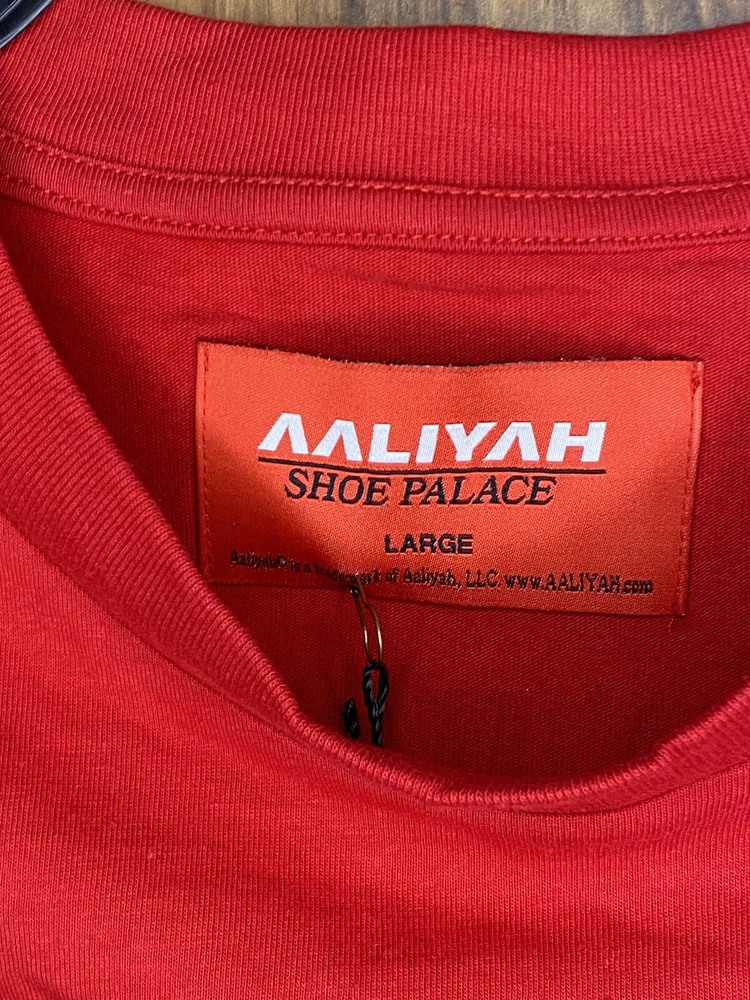 AALIYAH
SHOE PALACE
LARGE
Aaliyah© is a trademark of Aaliyah, LLC. www.AALIYAH.com